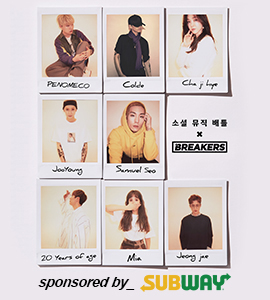 PENOMECO
Colde
Cha ji hye
소셜 뮤직 배틀
×
BREAKERS
JooYoung
Samuel Seo
20 Years of age
Mia
Jeong jae
sponsored by_ SUBWAY